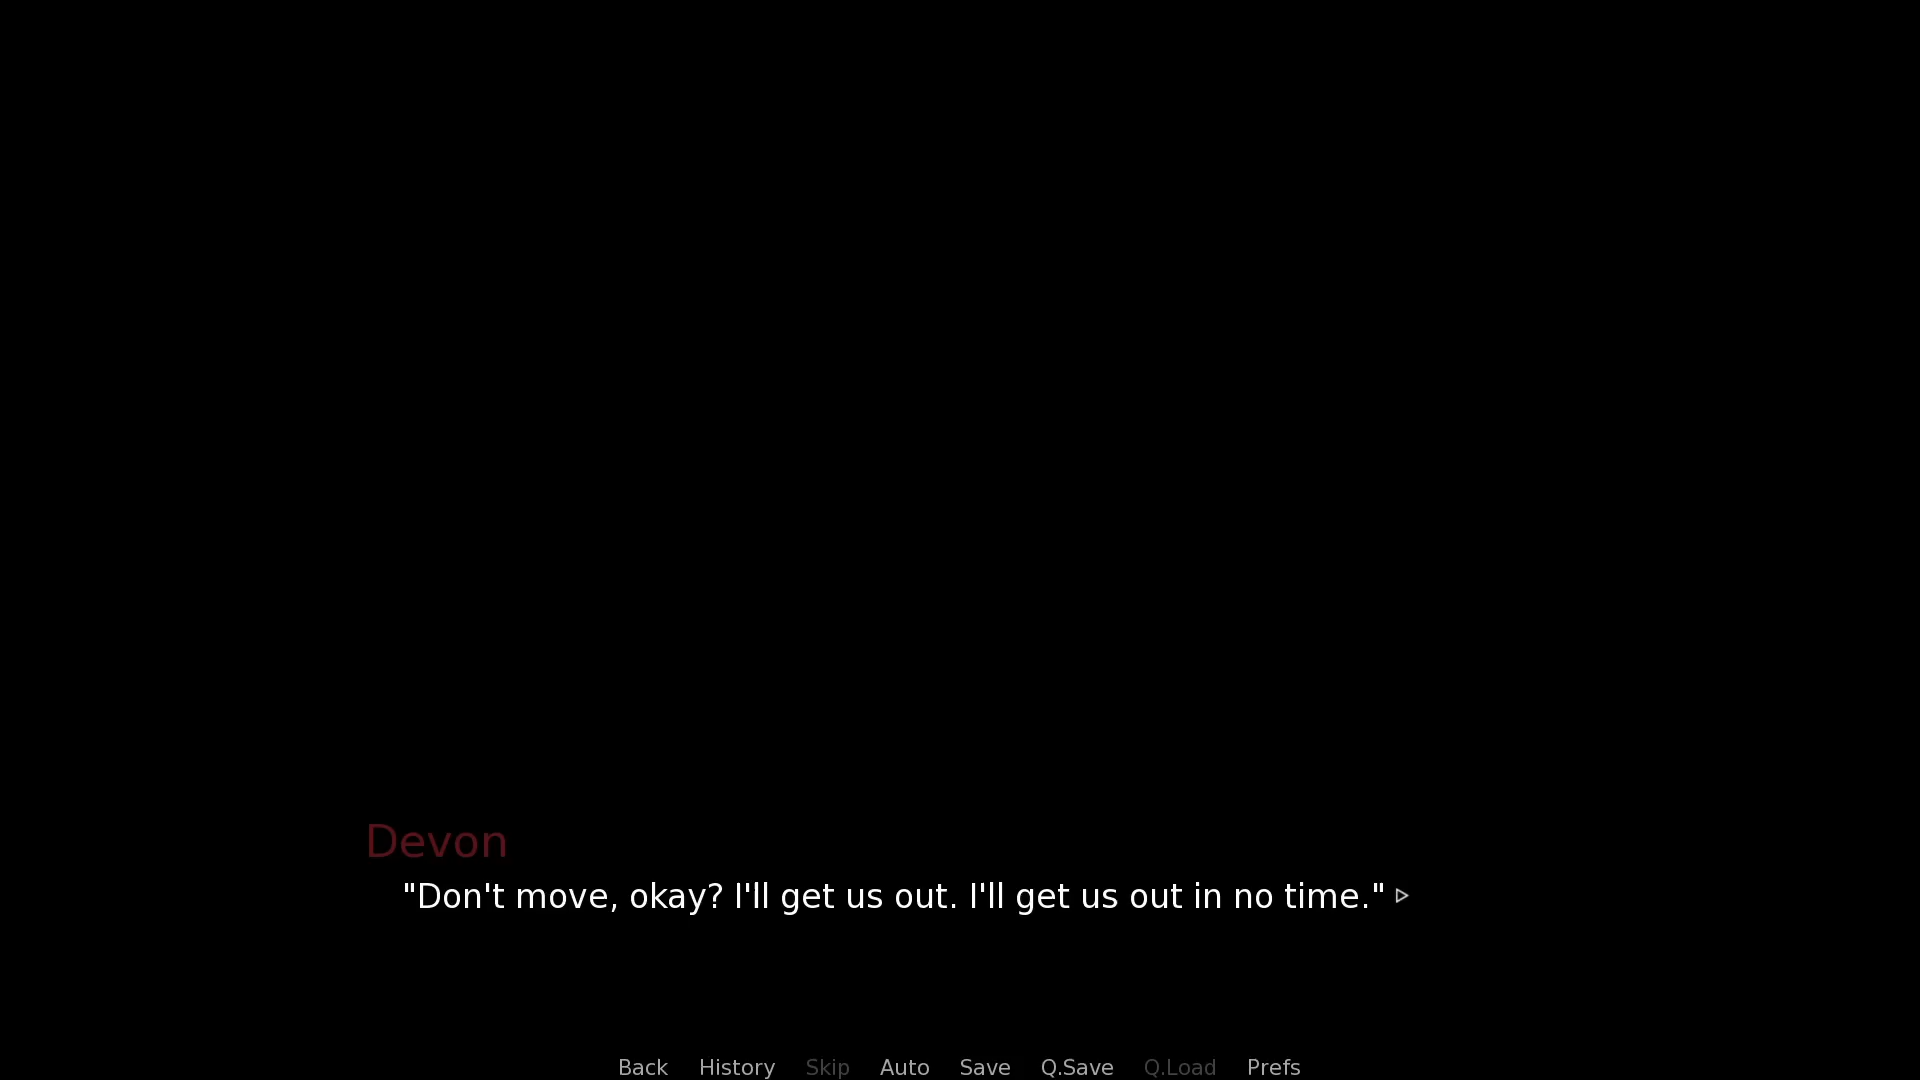 Devon
"Don't move, okay? I'll get us out. I'll get us out in no time."
Back History Skip Auto Save Q.Save Q.Load Prefs